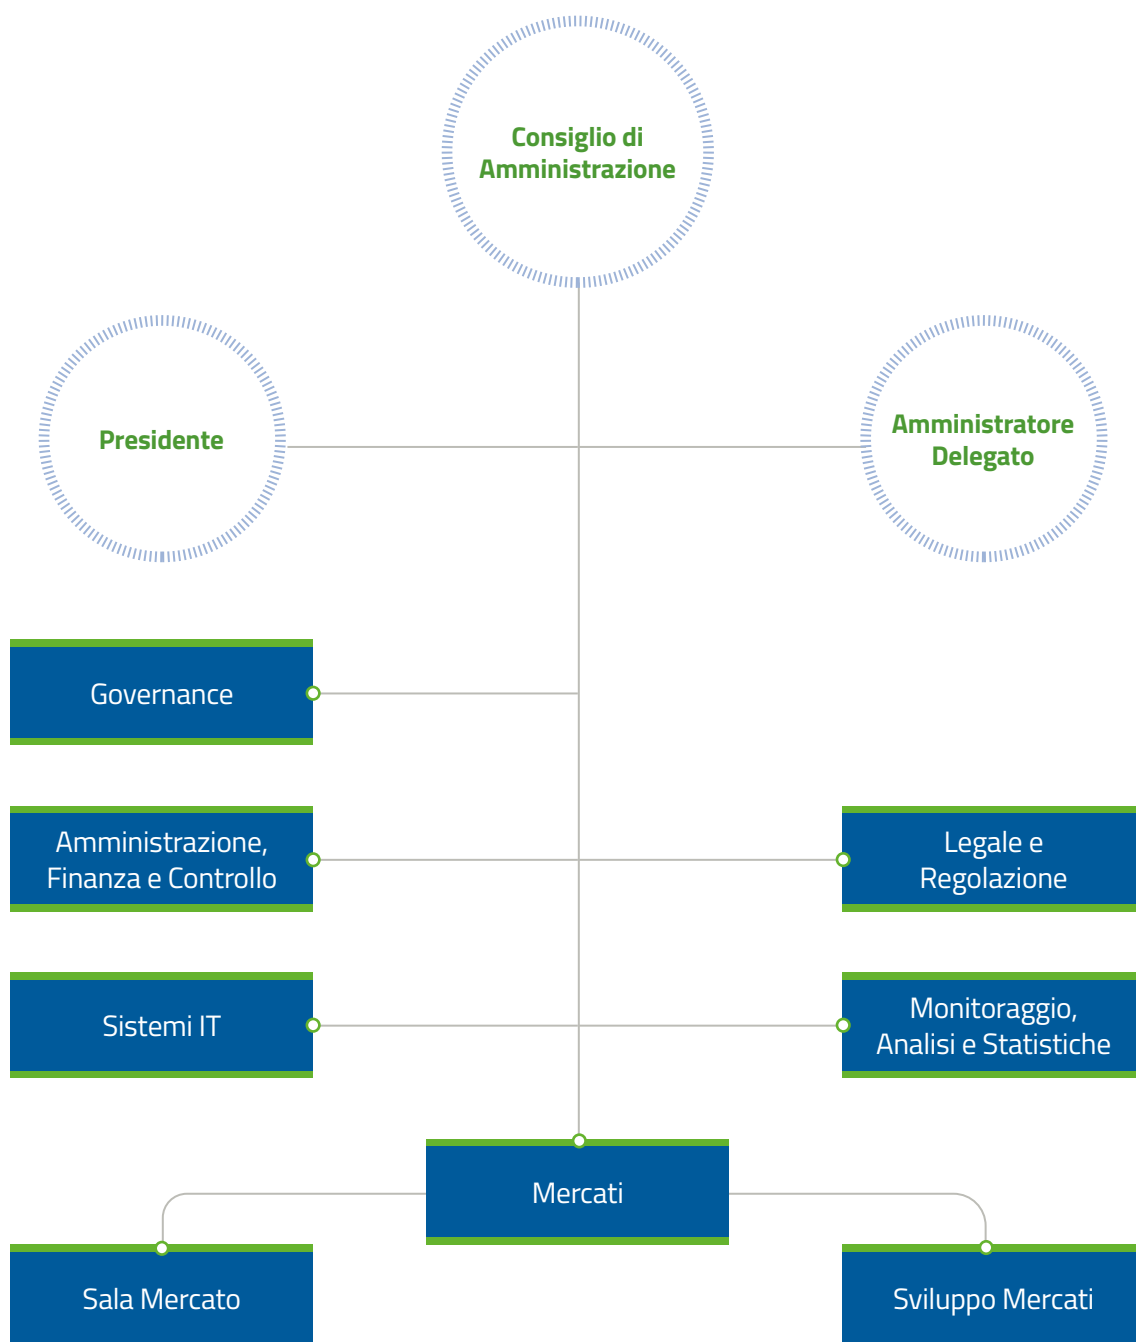 Consiglio di
Amministrazione
Presidente
Amministratore
Delegato
Governance
Amministrazione,
Finanza e Controllo
Legale e
Regolazione
Sistemi IT
Monitoraggio,
Analisi e Statistiche
Mercati
Sala Mercato
Sviluppo Mercati